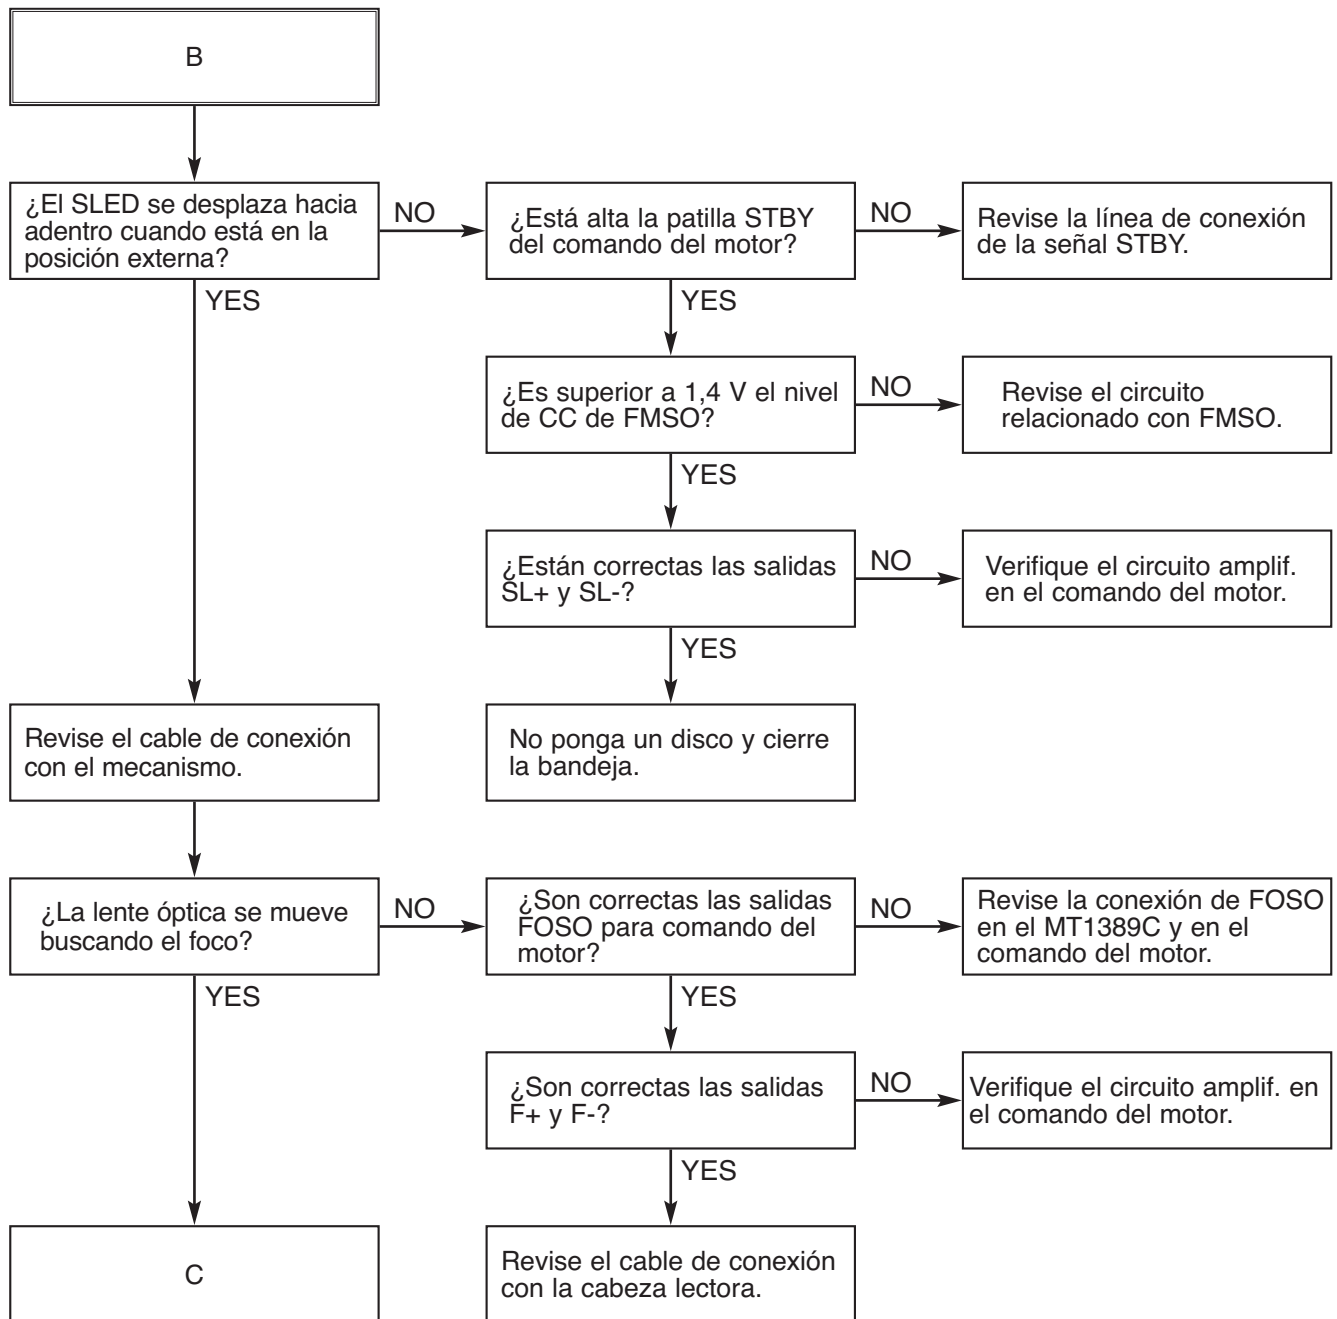 B
¿El SLED se desplaza hacia
adentro cuando está en la
posición externa?
NO
¿Está alta la patilla STBY
del comando del motor?
NO
Revise la línea de conexión
de la señal STBY.
YES
YES
¿Es superior a 1,4 V el nivel
de CC de FMSO?
NO
Revise el circuito
relacionado con FMSO.
YES
¿Están correctas las salidas
SL+ y SL-?
NO
Verifique el circuito amplif.
en el comando del motor.
YES
Revise el cable de conexión
con el mecanismo.
No ponga un disco y cierre
la bandeja.
¿La lente óptica se mueve
buscando el foco?
NO
¿Son correctas las salidas
FOSO para comando del
motor?
NO
Revise la conexión de FOSO
en el MT1389C y en el
comando del motor.
YES
YES
¿Son correctas las salidas
F+ y F-?
NO
Verifique el circuito amplif. en
el comando del motor.
YES
C
Revise el cable de conexión
con la cabeza lectora.